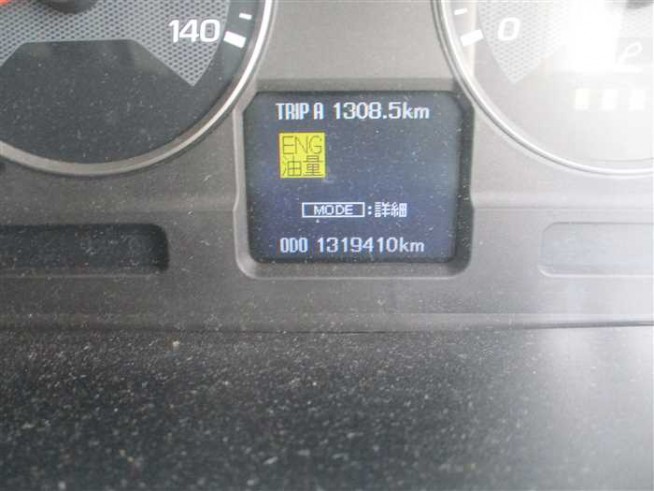 140
0
TRIP A 1308.5km
ENG
油量
MODE :詳細
ODO 1319410km